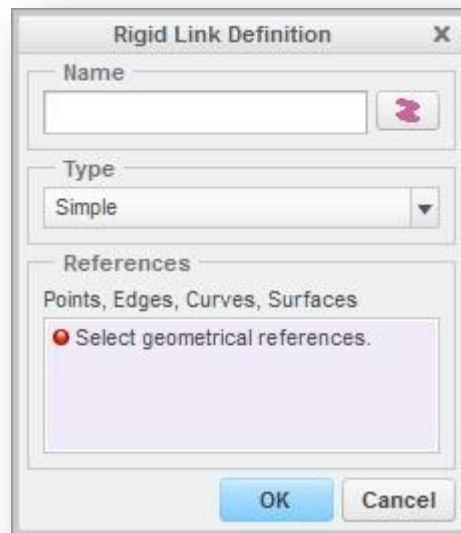 Rigid Link Definition
Name
Type
Simple
References
Points, Edges, Curves, Surfaces
Select geometrical references.
OK
Cancel